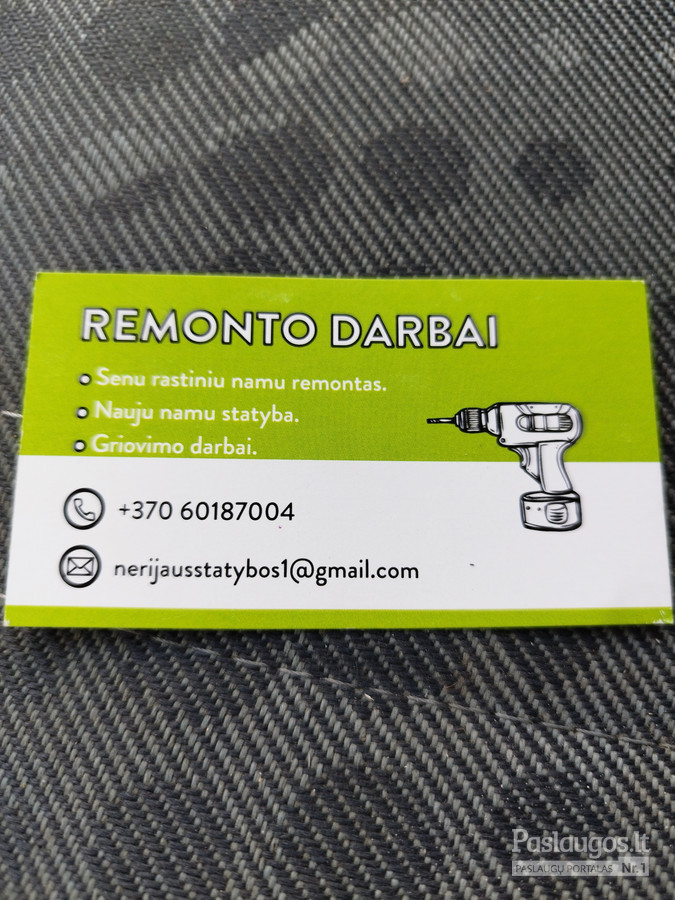 REMONTO DARBAI
Senu rastiniu namu remontas.
Nauju namu statyba.
Griovimo darbai.
+370 60187004
nerijausstatybos1@gmail.com
Paslaugos.lt
PASLAUGŲ PORTALAS Nr.1